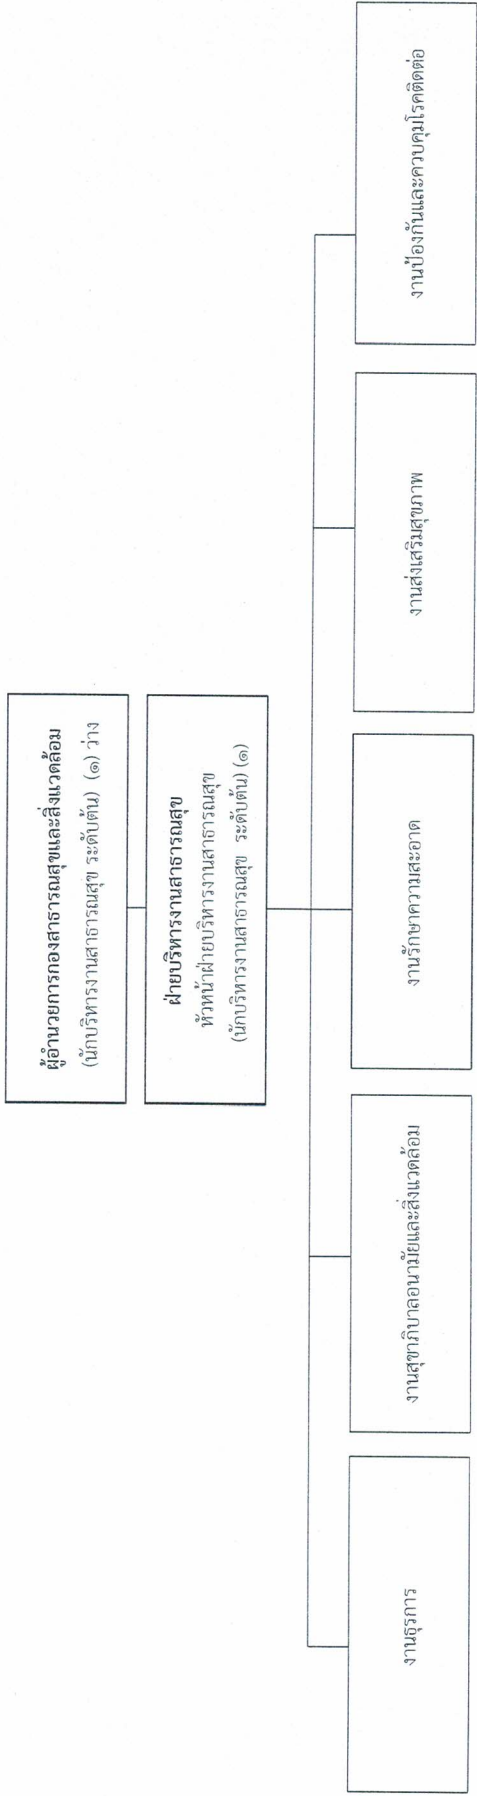 ผู้อำนวยการกองสาธารณสุขและสิ่งแวดล้อม
(นักบริหารงานสาธารณสุข ระดับต้น) (๑) ว่าง
ฝ่ายบริหารงานสาธารณสุข
หัวหน้าฝ่ายบริหารงานสาธารณสุข
(นักบริหารงานสาธารณสุข ระดับต้น) (๑)
งานธุรการ
งานสุขาภิบาลอนามัยและสิ่งแวดล้อม
งานรักษาความสะอาด
งานส่งเสริมสุขภาพ
งานป้องกันและควบคุมโรคติดต่อ